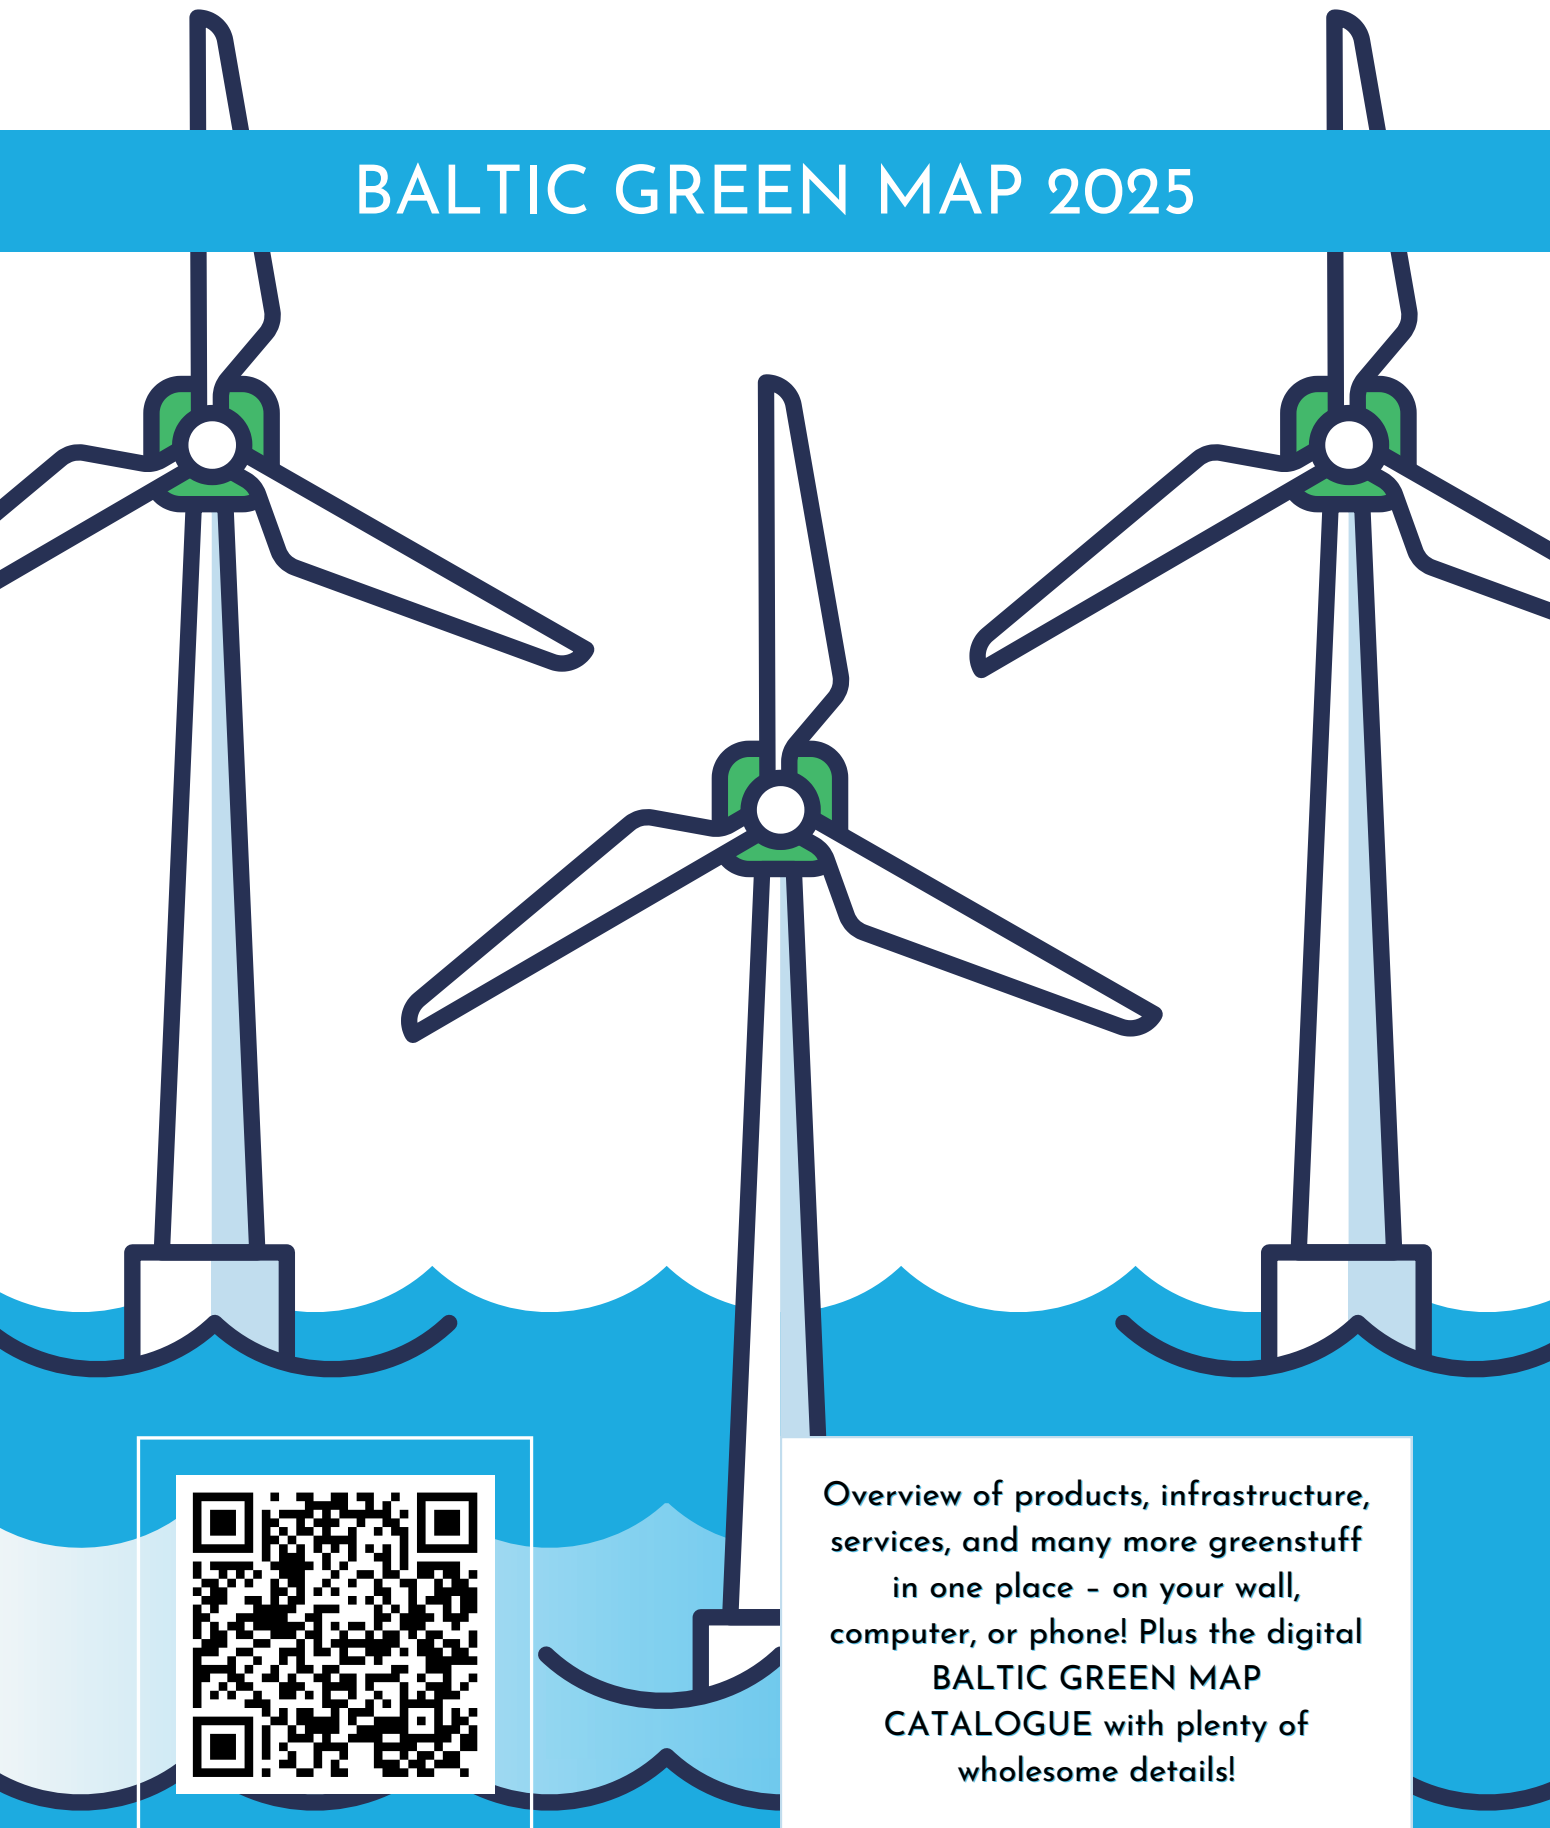 BALTIC GREEN MAP 2025
Overview of products, infrastructure,
services, and many more greenstuff
in one place – on your wall,
computer, or phone! Plus the digital
BALTIC GREEN MAP
CATALOGUE with plenty of
wholesome details!